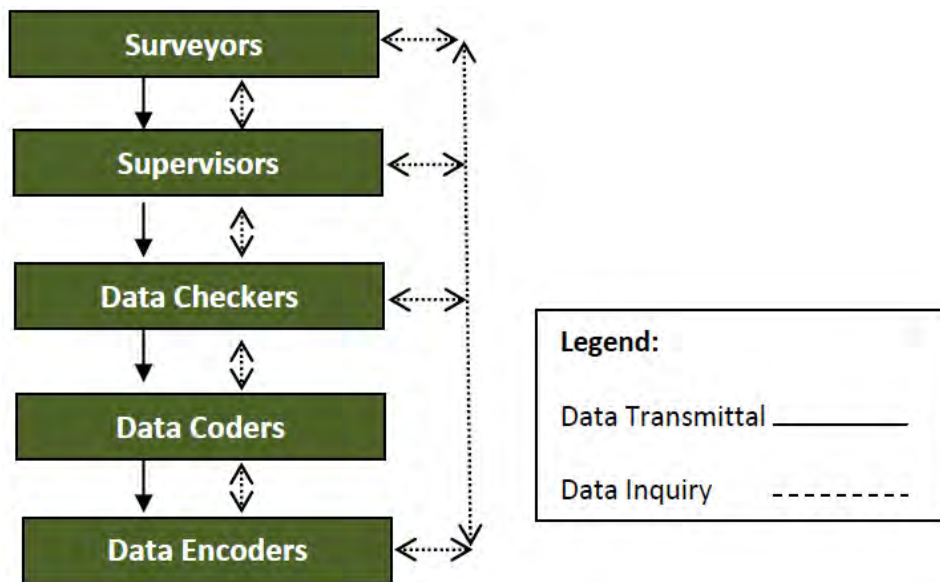 Surveyors
Supervisors
Data Checkers
Data Coders
Data Encoders
Legend:
Data Transmittal
Data Inquiry